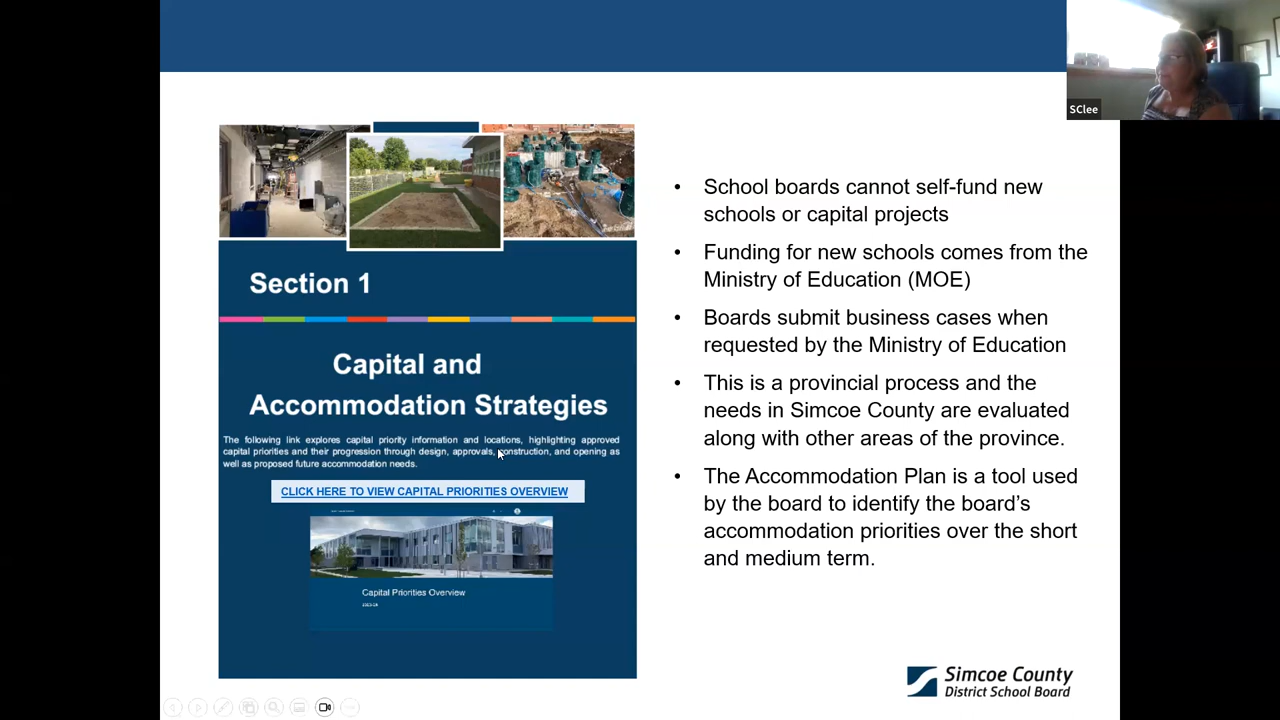 SClee
Section 1
Capital and
Accommodation Strategies
The following link explores capital priority information and locations, highlighting approved
capital priorities and their progression through design, approvals, construction, and opening as
well as proposed future accommodation needs.
CLICK HERE TO VIEW CAPITAL PRIORITIES OVERVIEW
Capital Priorities Overview
• School boards cannot self-fund new
schools or capital projects
• Funding for new schools comes from the
Ministry of Education (MOE)
• Boards submit business cases when
requested by the Ministry of Education
• This is a provincial process and the
needs in Simcoe County are evaluated
along with other areas of the province.
• The Accommodation Plan is a tool used
by the board to identify the board's
accommodation priorities over the short
and medium term.
Simcoe County
District School Board